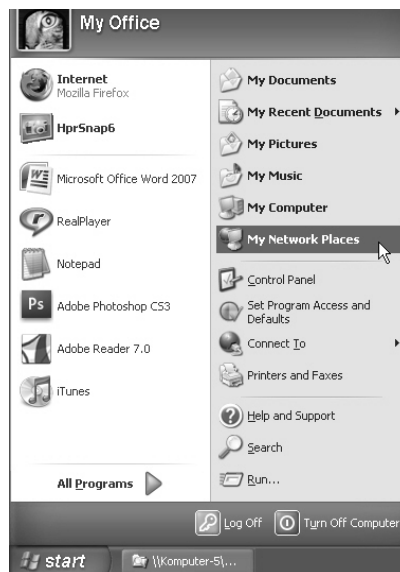 My Office
Internet
Mozilla Firefox
HprSnap6
Microsoft Office Word 2007
RealPlayer
Notepad
Ps Adobe Photoshop CS3
Adobe Reader 7.0
iTunes
All Programs
My Documents
My Recent Documents
My Pictures
My Music
My Computer
My Network Places
Control Panel
Set Program Access and
Defaults
Connect To
Printers and Faxes
Help and Support
Search
Run...
Log Off
Turn Off Computer
start
\\Komputer-5\...